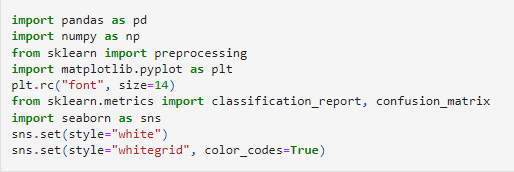 import pandas as pd
import numpy as np
from sklearn import preprocessing
import matplotlib.pyplot as plt
plt.rc("font", size=14)
from sklearn.metrics import classification_report, confusion_matrix
import seaborn as sns
sns.set(style="white")
sns.set(style="whitegrid", color_codes=True)